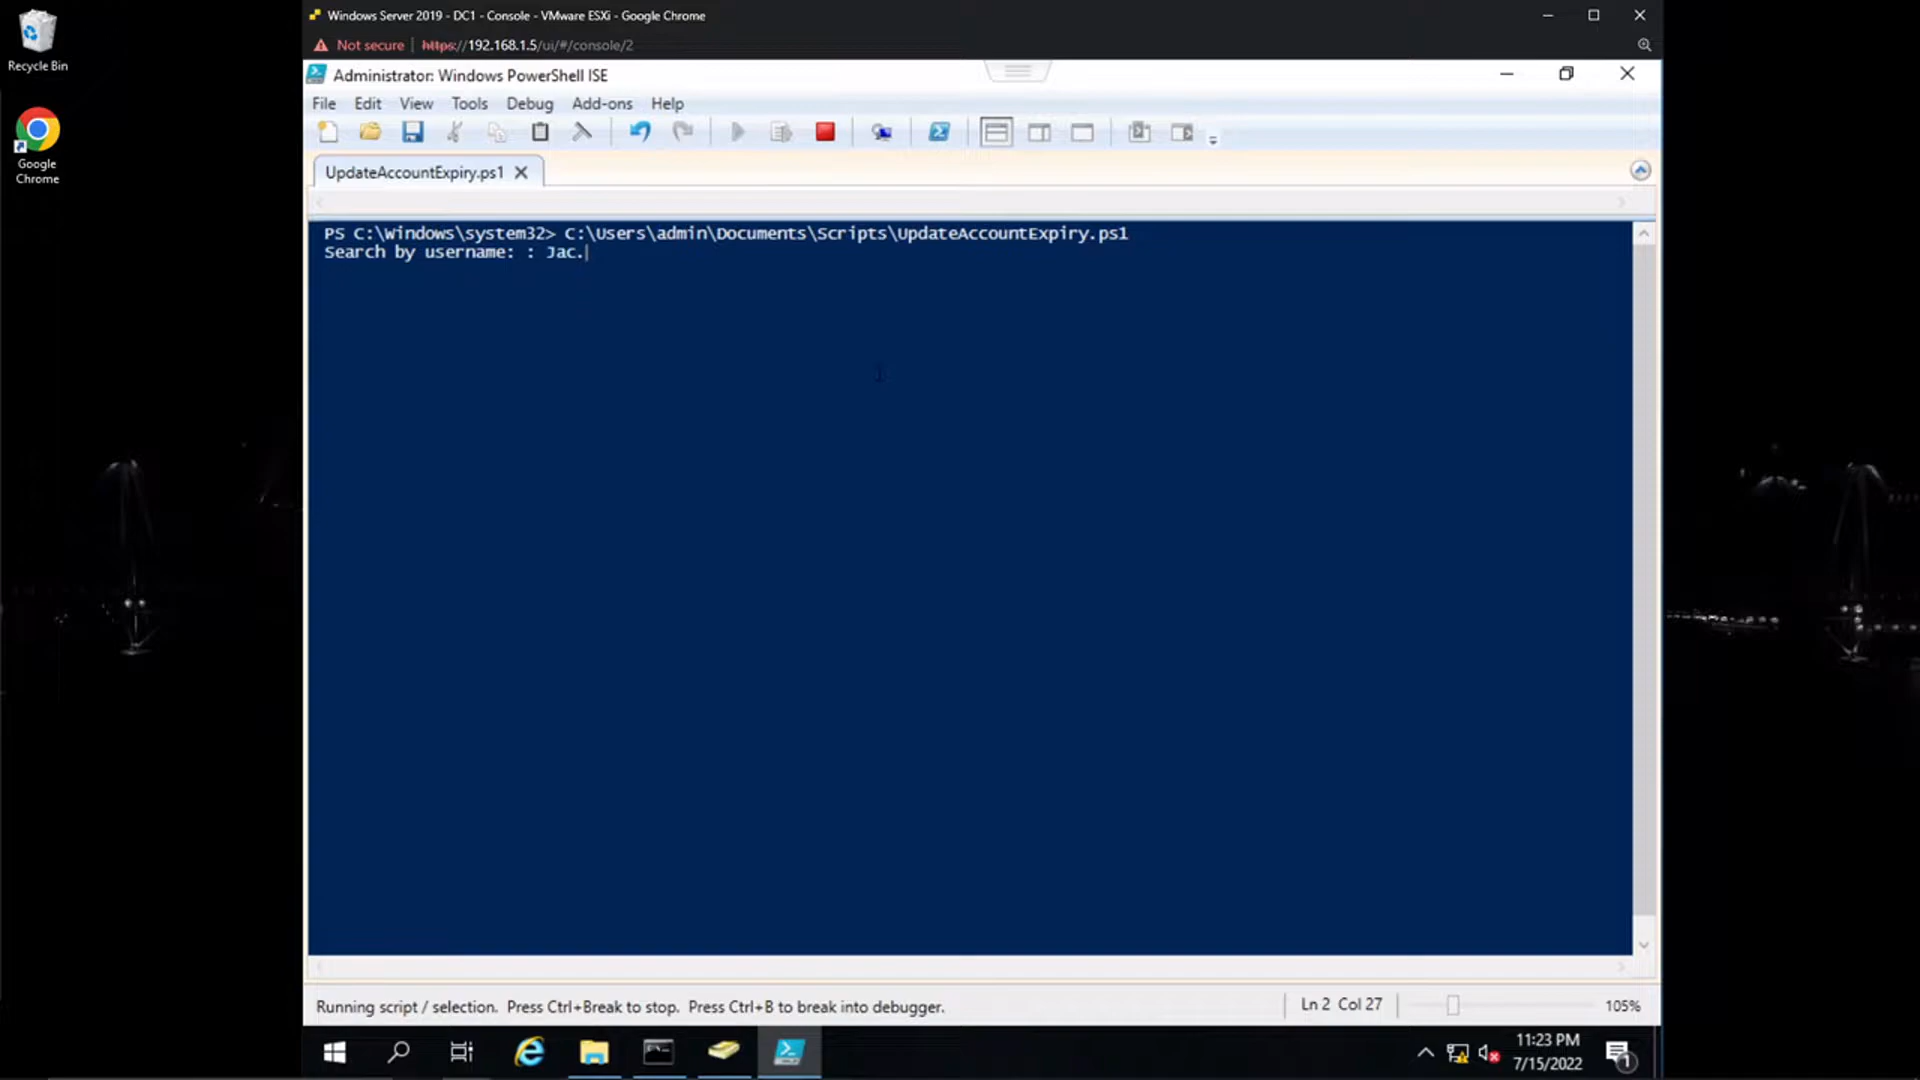 Recycle Bin
Google
Chrome
Windows Server 2019 - DC1 - Console - VMware ESXi - Google Chrome
Not secure | https://192.168.1.5/ui/#/console/2
Administrator: Windows PowerShell ISE
File Edit View Tools Debug Add-ons Help
UpdateAccountExpiry.ps1
PS C:\Windows\system32> C:\Users\admin\Documents\Scripts\UpdateAccountExpiry.ps1
Search by username: : Jac.
Running script / selection. Press Ctrl+Break to stop. Press Ctrl+B to break into debugger.
Ln 2 Col 27
105%
11:23 PM
7/15/2022
1